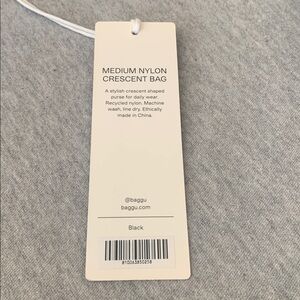 MEDIUM NYLON
CRESCENT BAG
A stylish crescent shaped
purse for daily wear.
Recycled nylon. Machine
wash, line dry. Ethically
made in China.
@baggu
baggu.com
Black
810063850258